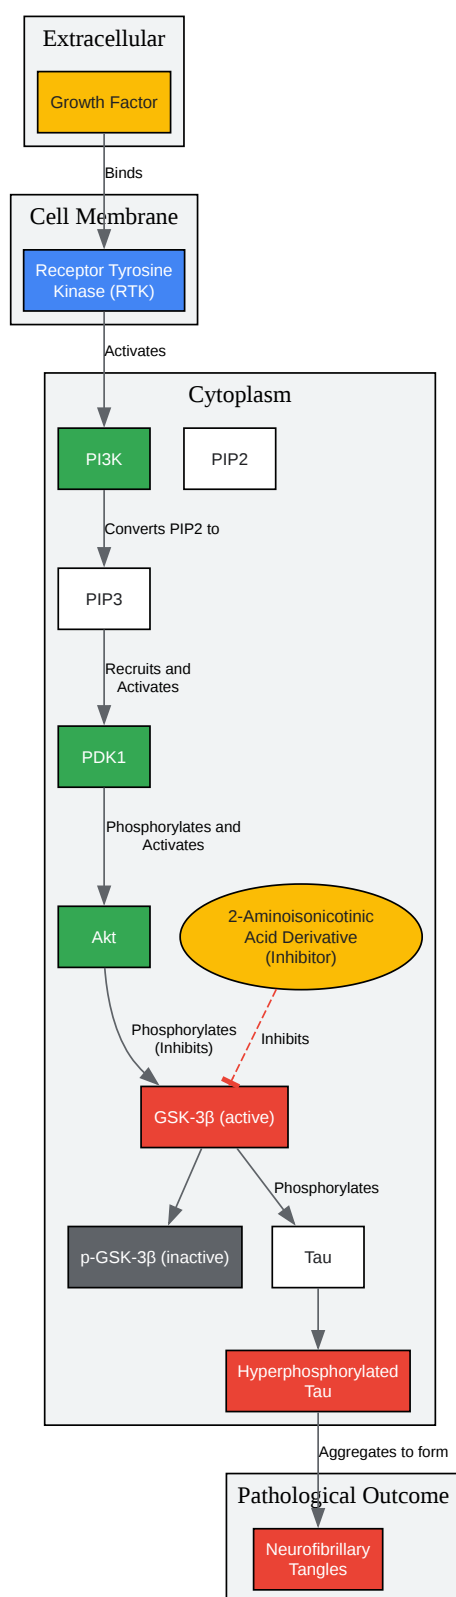 Extracellular
Growth Factor
Binds
Cell Membrane
Receptor Tyrosine
Kinase (RTK)
Activates
Cytoplasm
PI3K
PIP2
Converts PIP2 to
PIP3
Recruits and
Activates
PDK1
Phosphorylates and
Activates
Akt
2-Aminoisonicotinic
Acid Derivative
(Inhibitor)
Phosphorylates
(Inhibits)
Inhibits
GSK-3β (active)
Phosphorylates
p-GSK-3β (inactive)
Tau
Hyperphosphorylated
Tau
Aggregates to form
Pathological Outcome
Neurofibrillary
Tangles